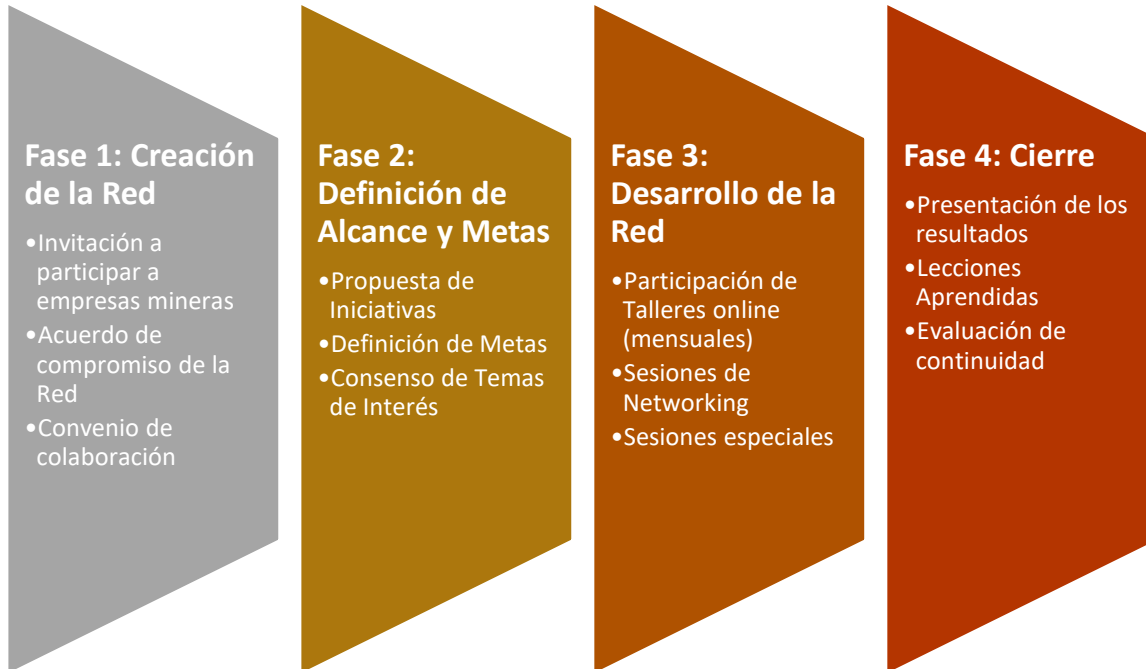 Fase 1: Creación
de la Red
•Invitación a
participar a
empresas mineras
•Acuerdo de
compromiso de la
Red
•Convenio de
colaboración
Fase 2:
Definición de
Alcance y Metas
•Propuesta de
Iniciativas
•Definición de Metas
•Consenso de Temas
de Interés
Fase 3:
Desarrollo de la
Red
•Participación de
Talleres online
(mensuales)
•Sesiones de
Networking
•Sesiones especiales
Fase 4: Cierre
•Presentación de los
resultados
•Lecciones
Aprendidas
•Evaluación de
continuidad